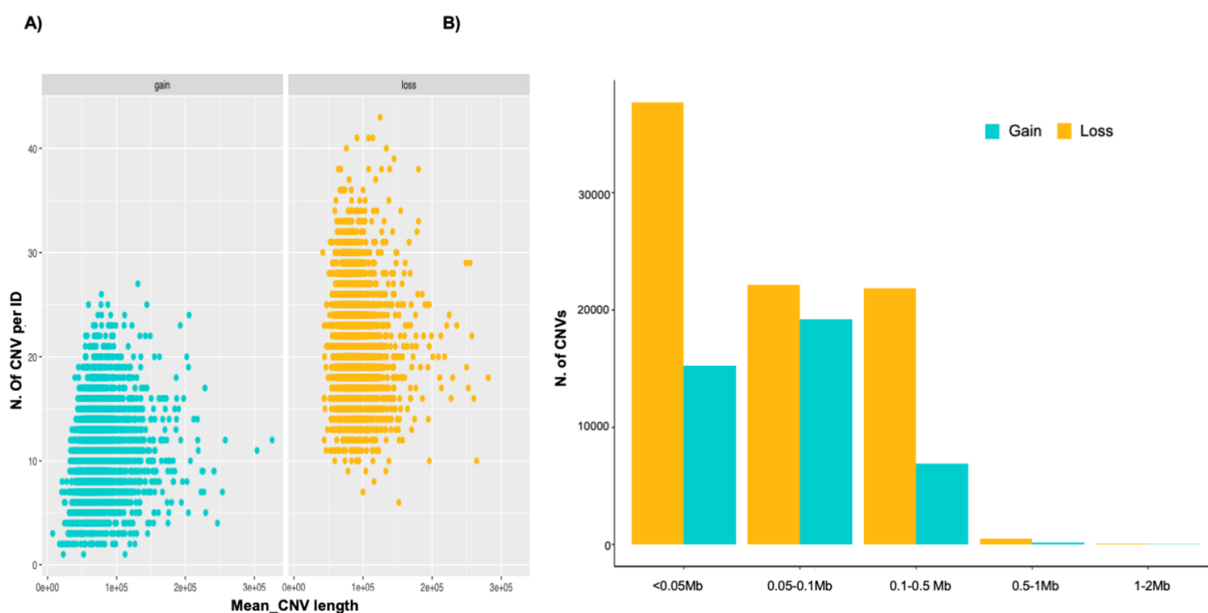 A)
B)
gain
loss
N. Of CNV per ID
40
30
20
10
0
0e+00
1e+05
2e+05
3e+05
0e+00
1e+05
2e+05
3e+05
Mean_CNV length
Gain
Loss
N. of CNVs
30000
20000
10000
0
<0.05Mb
0.05-0.1Mb
0.1-0.5 Mb
0.5-1Mb
1-2Mb